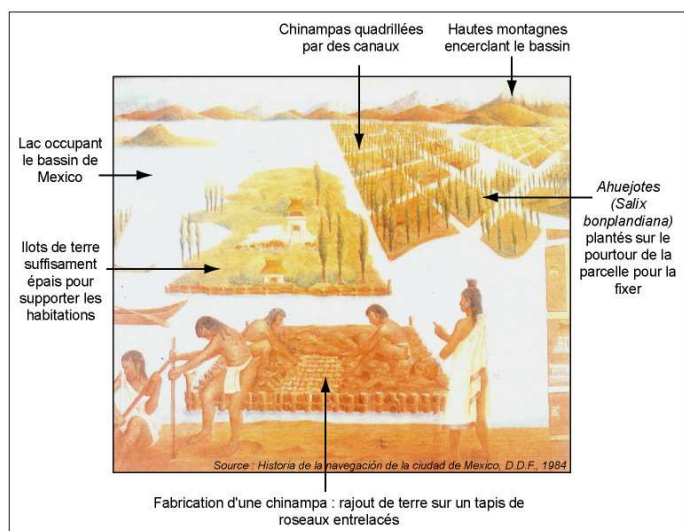 Chinampas quadrillées
par des canaux
Hautes montagnes
encerclant le bassin
Lac occupant
le bassin de
Mexico
Ahuejotes
(Salix
bonplandiana)
plantés sur le
pourtour de la
parcelle pour la
fixer
Ilots de terre
suffisament
épais pour
supporter les
habitations
Source : Historia de la navegación de la ciudad de Mexico, D.D.F., 1984
Fabrication d'une chinampa : rajout de terre sur un tapis de
roseaux entrelacés